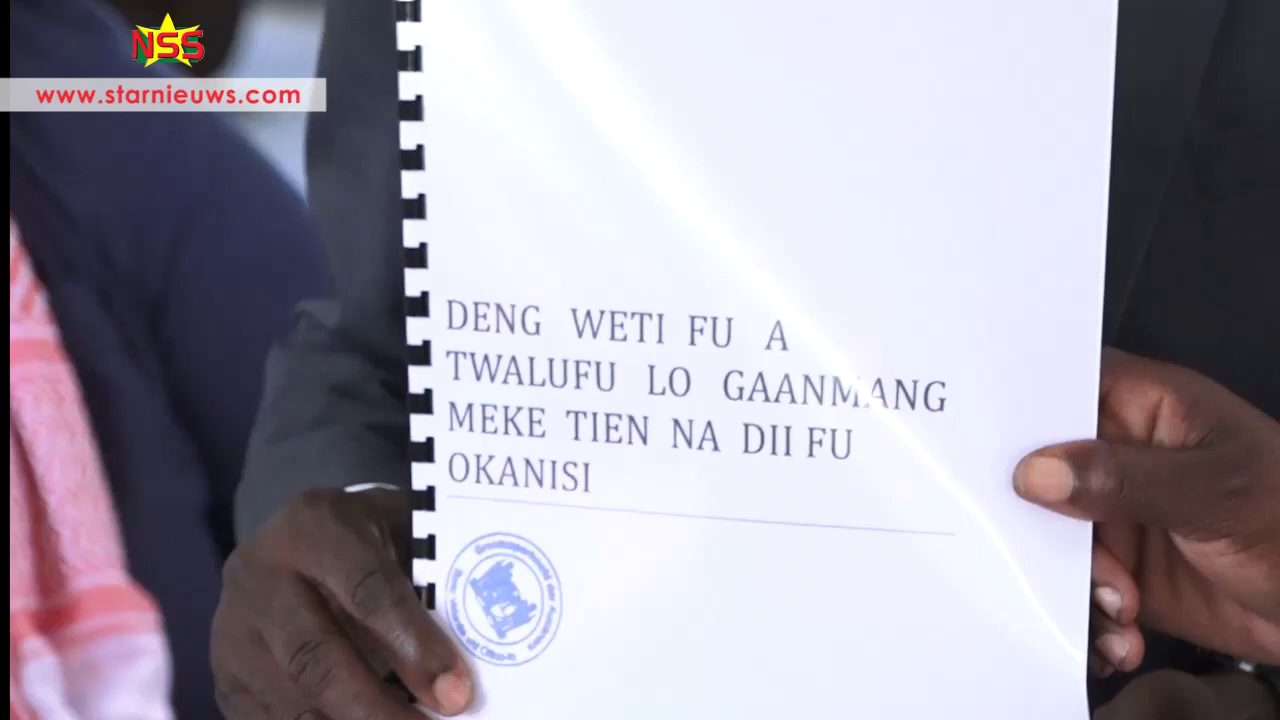 NSS
www.starnieuws.com
DENG WETI FU A
TWALUFU LO GAANMANG
MEKE TIEN NA DII FU
OKANISI